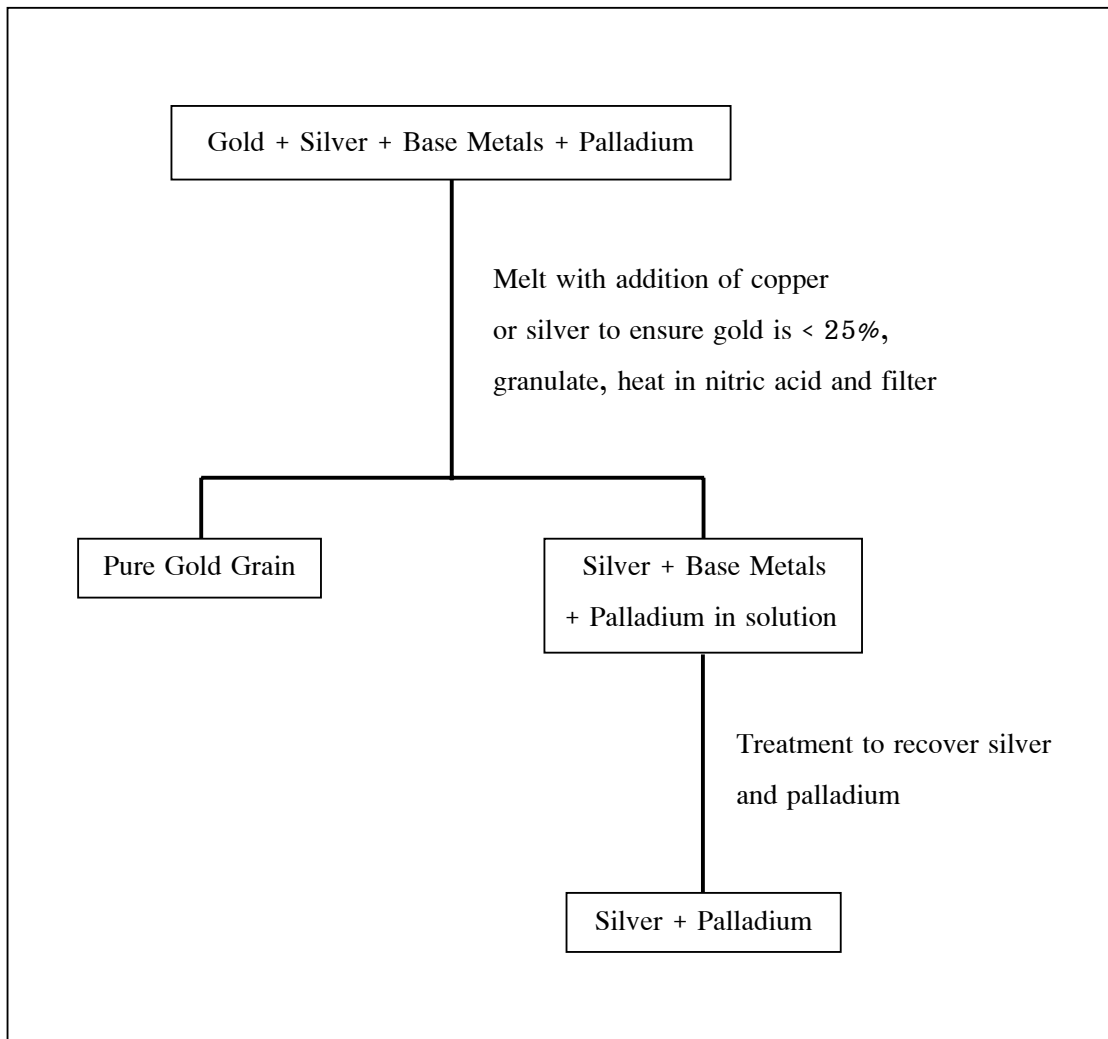 Gold + Silver + Base Metals + Palladium
Melt with addition of copper
or silver to ensure gold is < 25%,
granulate, heat in nitric acid and filter
Pure Gold Grain
Silver + Base Metals
+ Palladium in solution
Treatment to recover silver
and palladium
Silver + Palladium